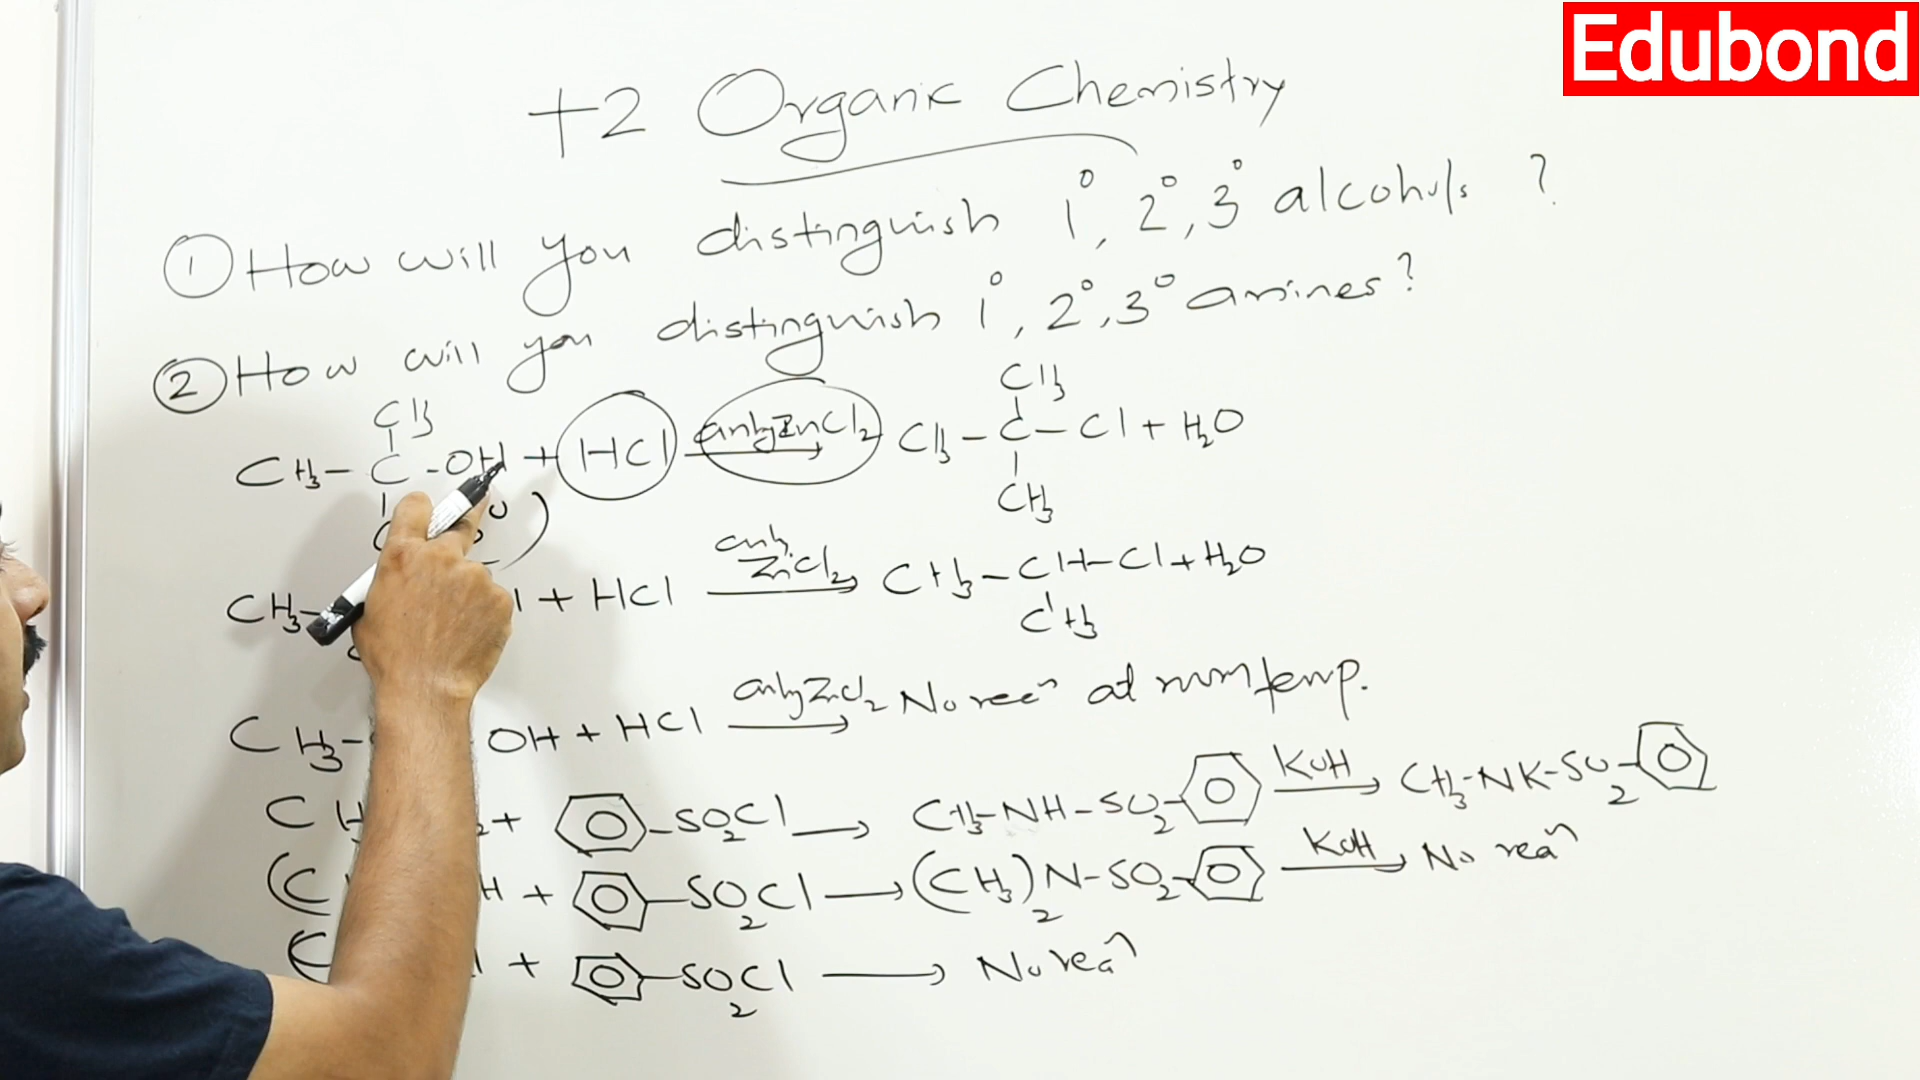 Edubond
+2 Organic Chemistry
① How will you distinguish 1°, 2°, 3° alcohols ?
② How will you distinguish 1°, 2°, 3° amines?
CH3 CH3
CH3 - C - OH + HCl anhy ZnCl2 CH3 - C - Cl + H2O
CH3
anh
CH3 + HCl ZnCl2 CH3 - CH - Cl + H2O
CH3
CH3- OH + HCl anhy ZnCl2 No reacn at room temp.
+ -SO2Cl → CH3-NH-SO2- KOH → CH3-NK-SO2-
H + -SO2Cl → (CH3)2N-SO2- KOH → No rean
+ -SO2Cl → No rean